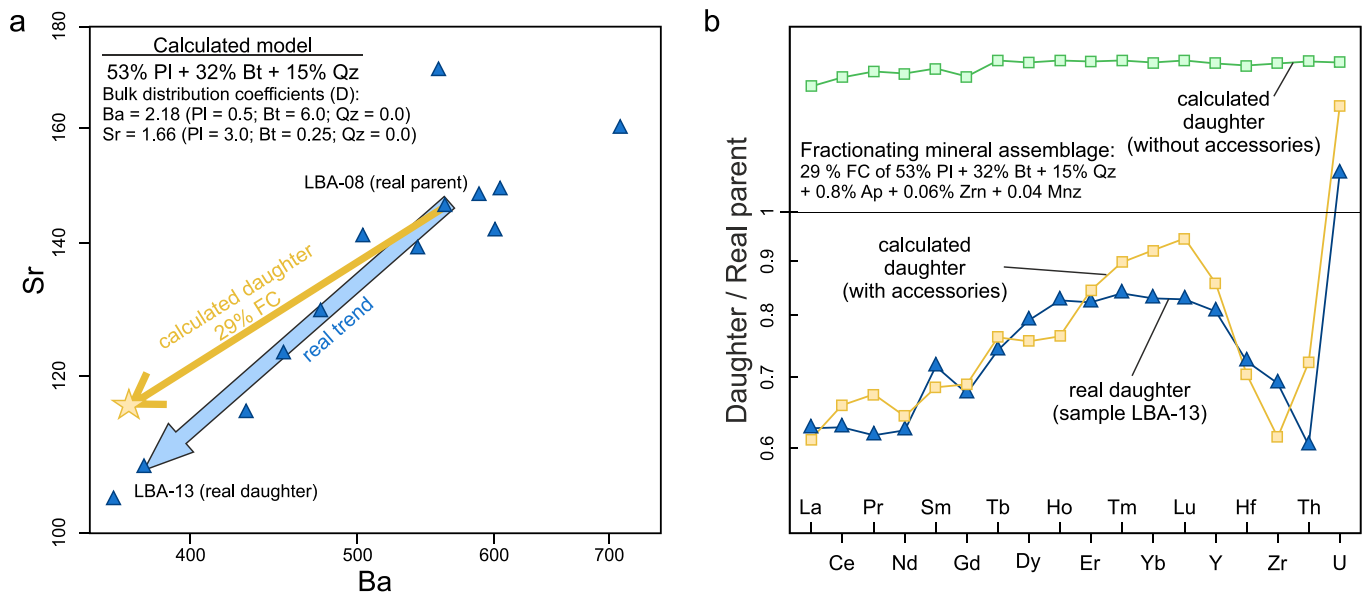 a
Calculated model
53% Pl + 32% Bt + 15% Qz
Bulk distribution coefficients (D):
Ba = 2.18 (Pl = 0.5; Bt = 6.0; Qz = 0.0)
Sr = 1.66 (Pl = 3.0; Bt = 0.25; Qz = 0.0)
LBA-08 (real parent)
calculated daughter
29% FC
real trend
LBA-13 (real daughter)
Sr
180
160
140
120
100
400
500
600
700
Ba
b
calculated
daughter
(without accessories)
Fractionating mineral assemblage:
29 % FC of 53% Pl + 32% Bt + 15% Qz
+ 0.8% Ap + 0.06% Zrn + 0.04 Mnz
calculated
daughter
(with accessories)
real daughter
(sample LBA-13)
Daughter / Real parent
1
0.9
0.8
0.7
0.6
La Pr Sm Tb Ho Tm Lu Hf Th
Ce Nd Gd Dy Er Yb Y Zr U